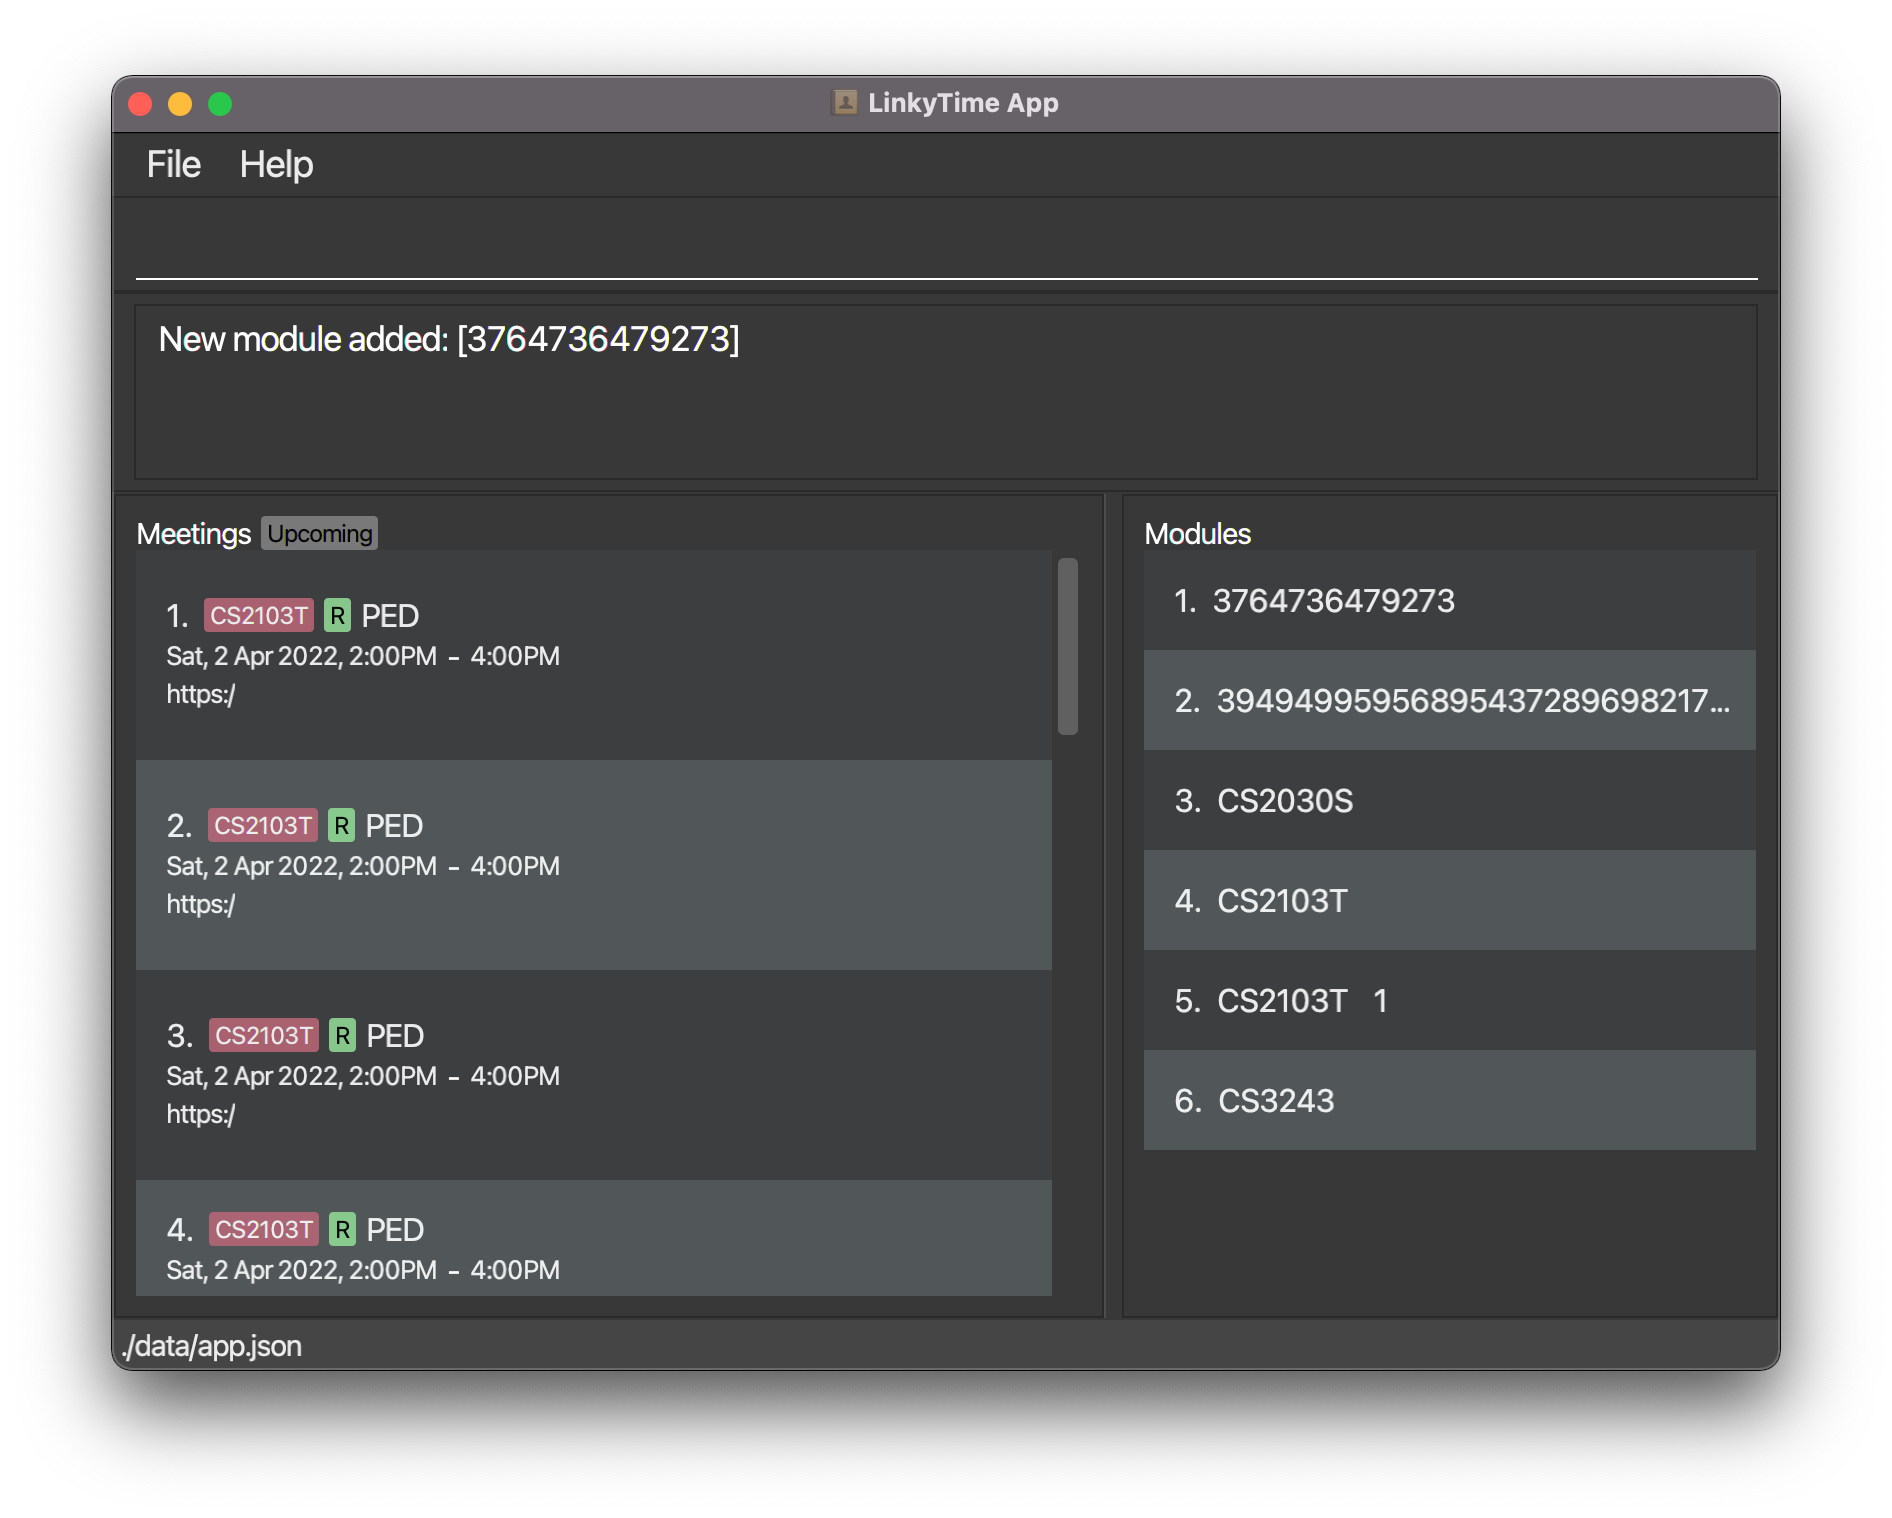 LinkyTime App
File Help
New module added: [3764736479273]
Meetings Upcoming
1. CS2103T R PED
Sat, 2 Apr 2022, 2:00PM - 4:00PM
https:/
2. CS2103T R PED
Sat, 2 Apr 2022, 2:00PM - 4:00PM
https:/
3. CS2103T R PED
Sat, 2 Apr 2022, 2:00PM - 4:00PM
https:/
4. CS2103T R PED
Sat, 2 Apr 2022, 2:00PM - 4:00PM
Modules
1. 3764736479273
2. 39494995956895437289698217...
3. CS2030S
4. CS2103T
5. CS2103T 1
6. CS3243
./data/app.json